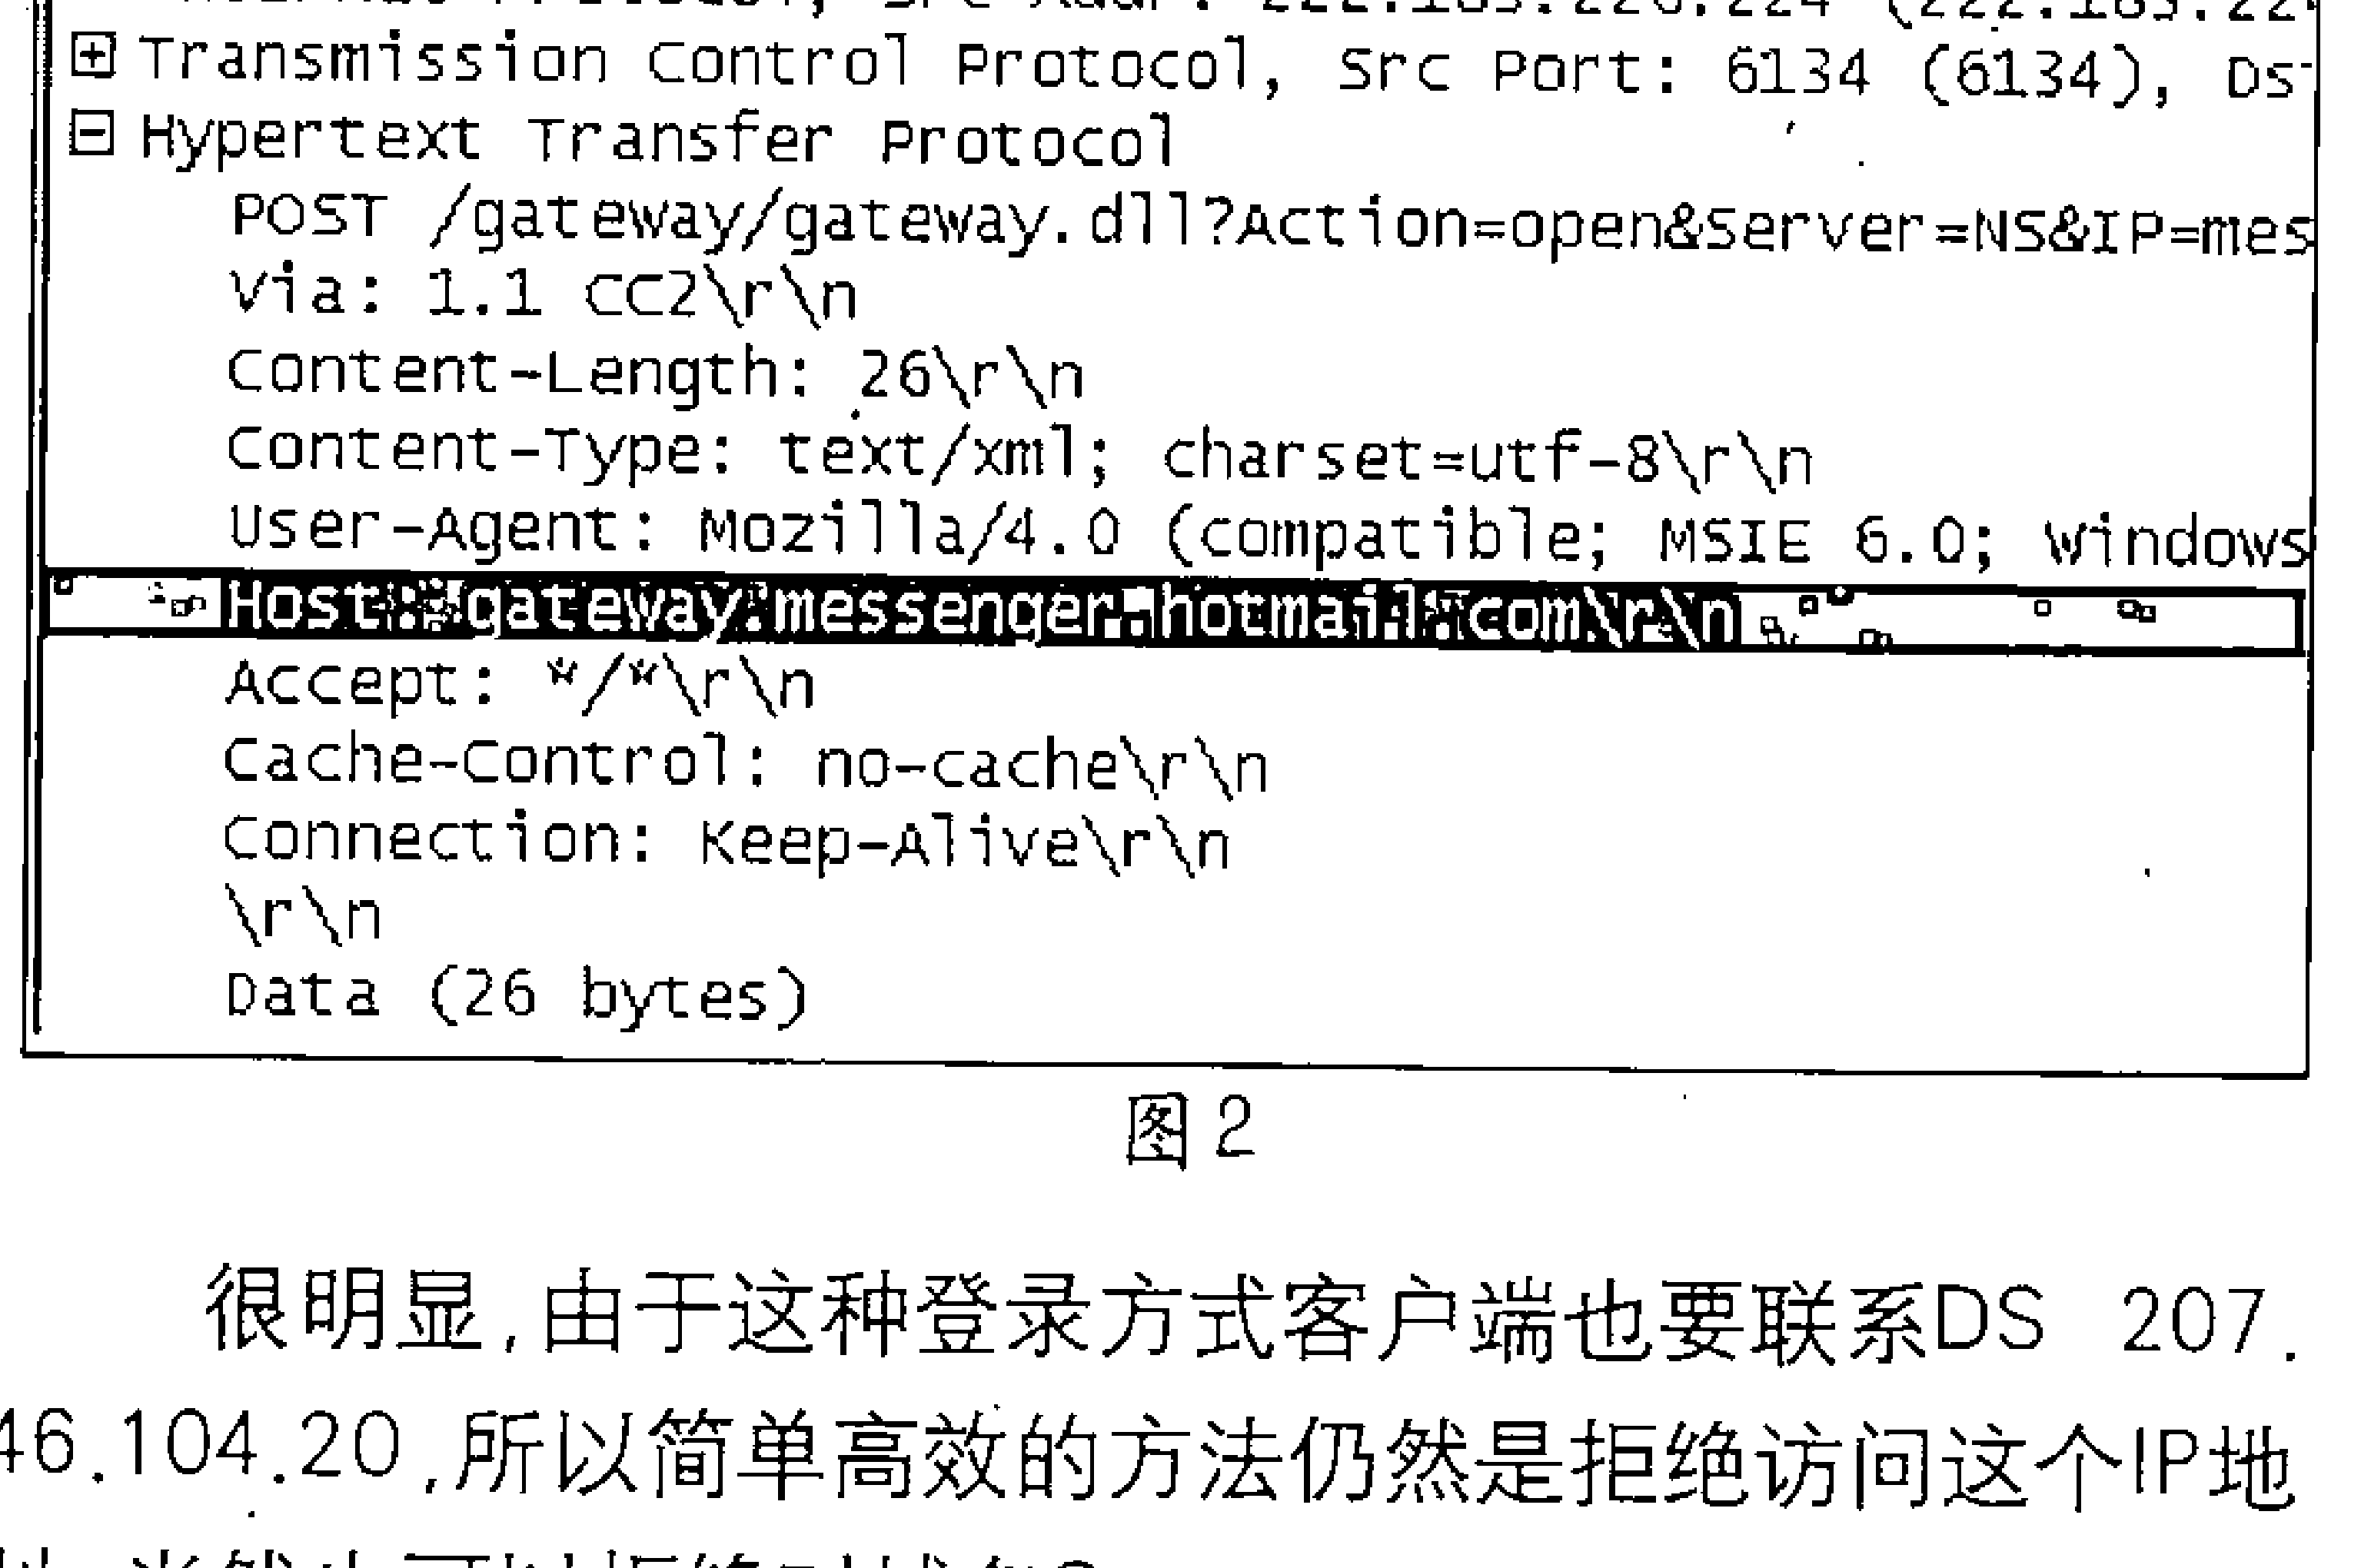 Protocol, Src Addr:
Transmission Control Protocol, Src Port: 6134 (6134), Ds
Hypertext Transfer Protocol
POST /gateway/gateway.dll?Action=open&Server=NS&IP=mes
Via: 1.1 CC2\r\n
Content-Length: 26\r\n
Content-Type: text/xml; charset=utf-8\r\n
User-Agent: Mozilla/4.0 (compatible; MSIE 6.0; Windows
Host: gateway.messenger.hotmail.com\r\n
Accept: */*\r\n
Cache-Control: no-cache\r\n
Connection: Keep-Alive\r\n
\r\n
Data (26 bytes)
图2
很明显,由于这种登录方式客户端也要联系DS 207.
46.104.20,所以简单高效的方法仍然是拒绝访问这个IP地